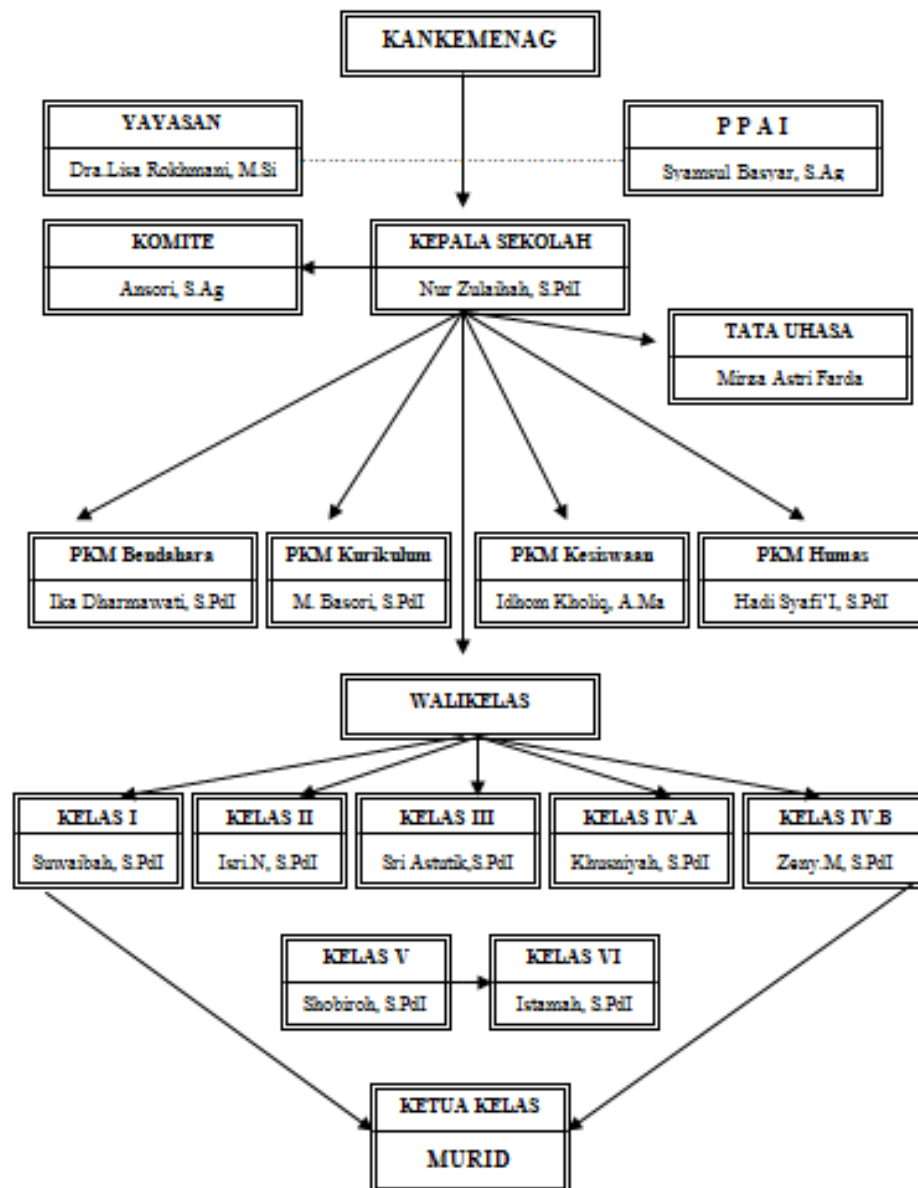 KANKEMENAG
YAYASAN
Dra.Lisa Rokhmani, M.Si
P P A I
Syamsul Basyar, S.Ag
KOMITE
Ansori, S.Ag
KEPALA SEKOLAH
Nur Zulaihah, S.PdI
TATA UHASA
Mirza Astri Farda
PKM Bendahara
Ika Dharmawati, S.PdI
PKM Kurikulum
M. Basori, S.PdI
PKM Kesiswaan
Idhom Kholiq, A.Ma
PKM Humas
Hadi Syafi'I, S.PdI
WALIKELAS
KELAS I
Suwaibah, S.PdI
KELAS II
Isri.N, S.PdI
KELAS III
Sri Astutik,S.PdI
KELAS IV.A
Khusniyah, S.PdI
KELAS IV.B
Zeny.M, S.PdI
KELAS V
Shobiroh, S.PdI
KELAS VI
Istamah, S.PdI
KETUA KELAS
MURID